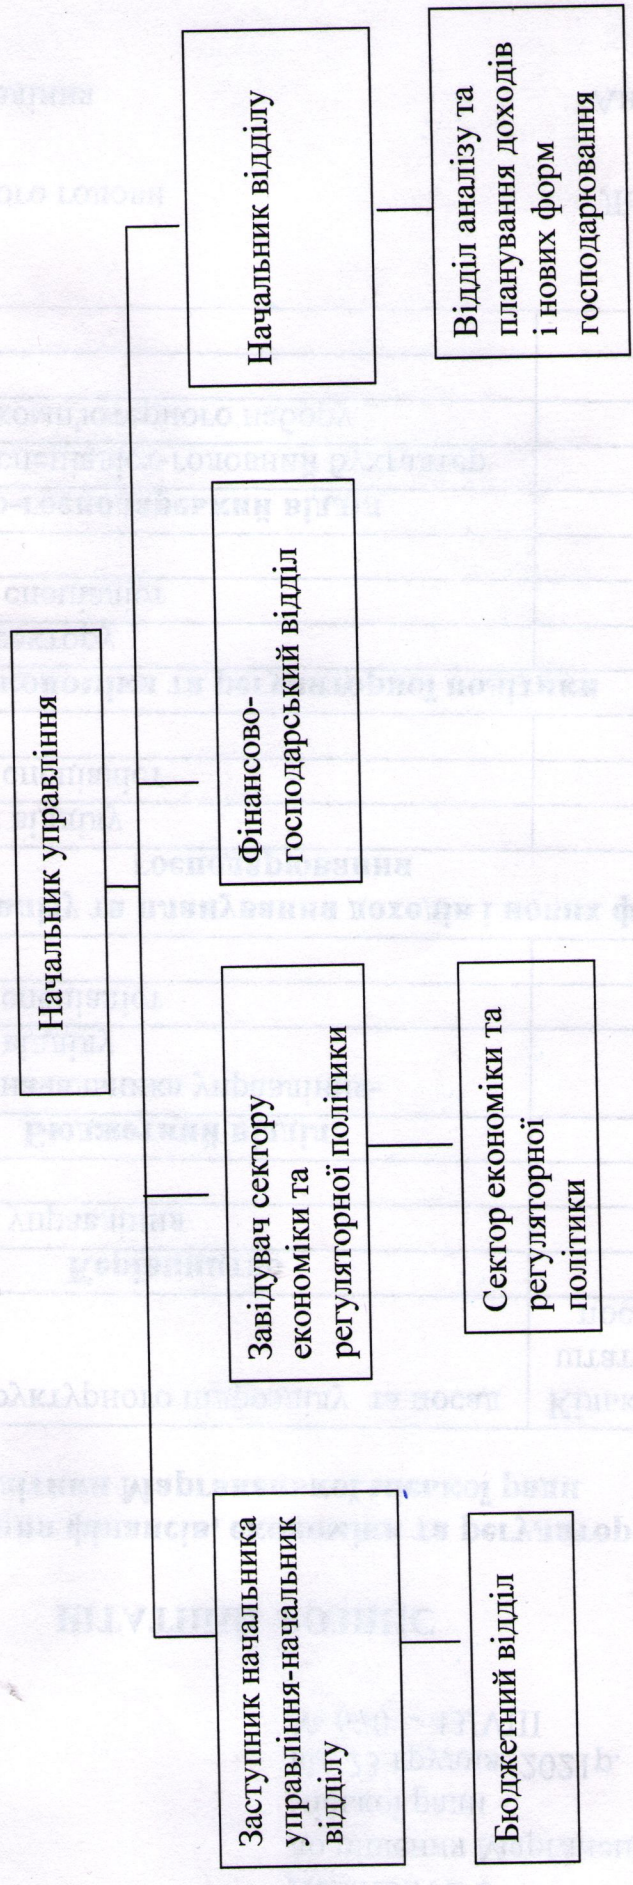 Начальник управління
Заступник начальника
управління-начальник
відділу
Завідувач сектору
економіки та
регуляторної політики
Фінансово-
господарський відділ
Начальник відділу
Бюджетний відділ
Сектор економіки та
регуляторної
політики
Відділ аналізу та
планування доходів
і нових форм
господарювання